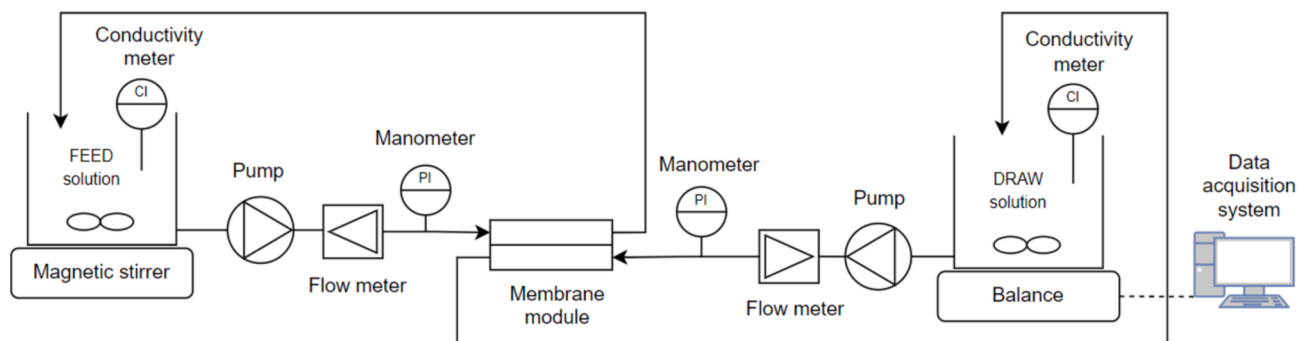 Conductivity
meter
CI
FEED
solution
Magnetic stirrer
Pump
Flow meter
Manometer
PI
Membrane
module
Manometer
PI
Flow meter
Pump
Conductivity
meter
CI
DRAW
solution
Balance
Data
acquisition
system